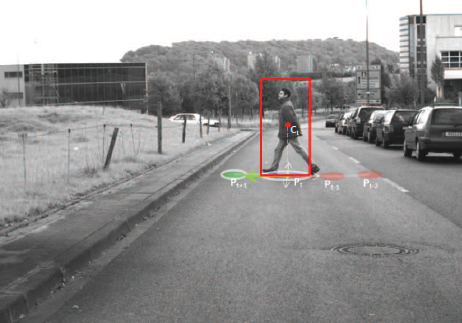 C_t
P_{t+1}
P_t
P_{t-1}
P_{t-2}